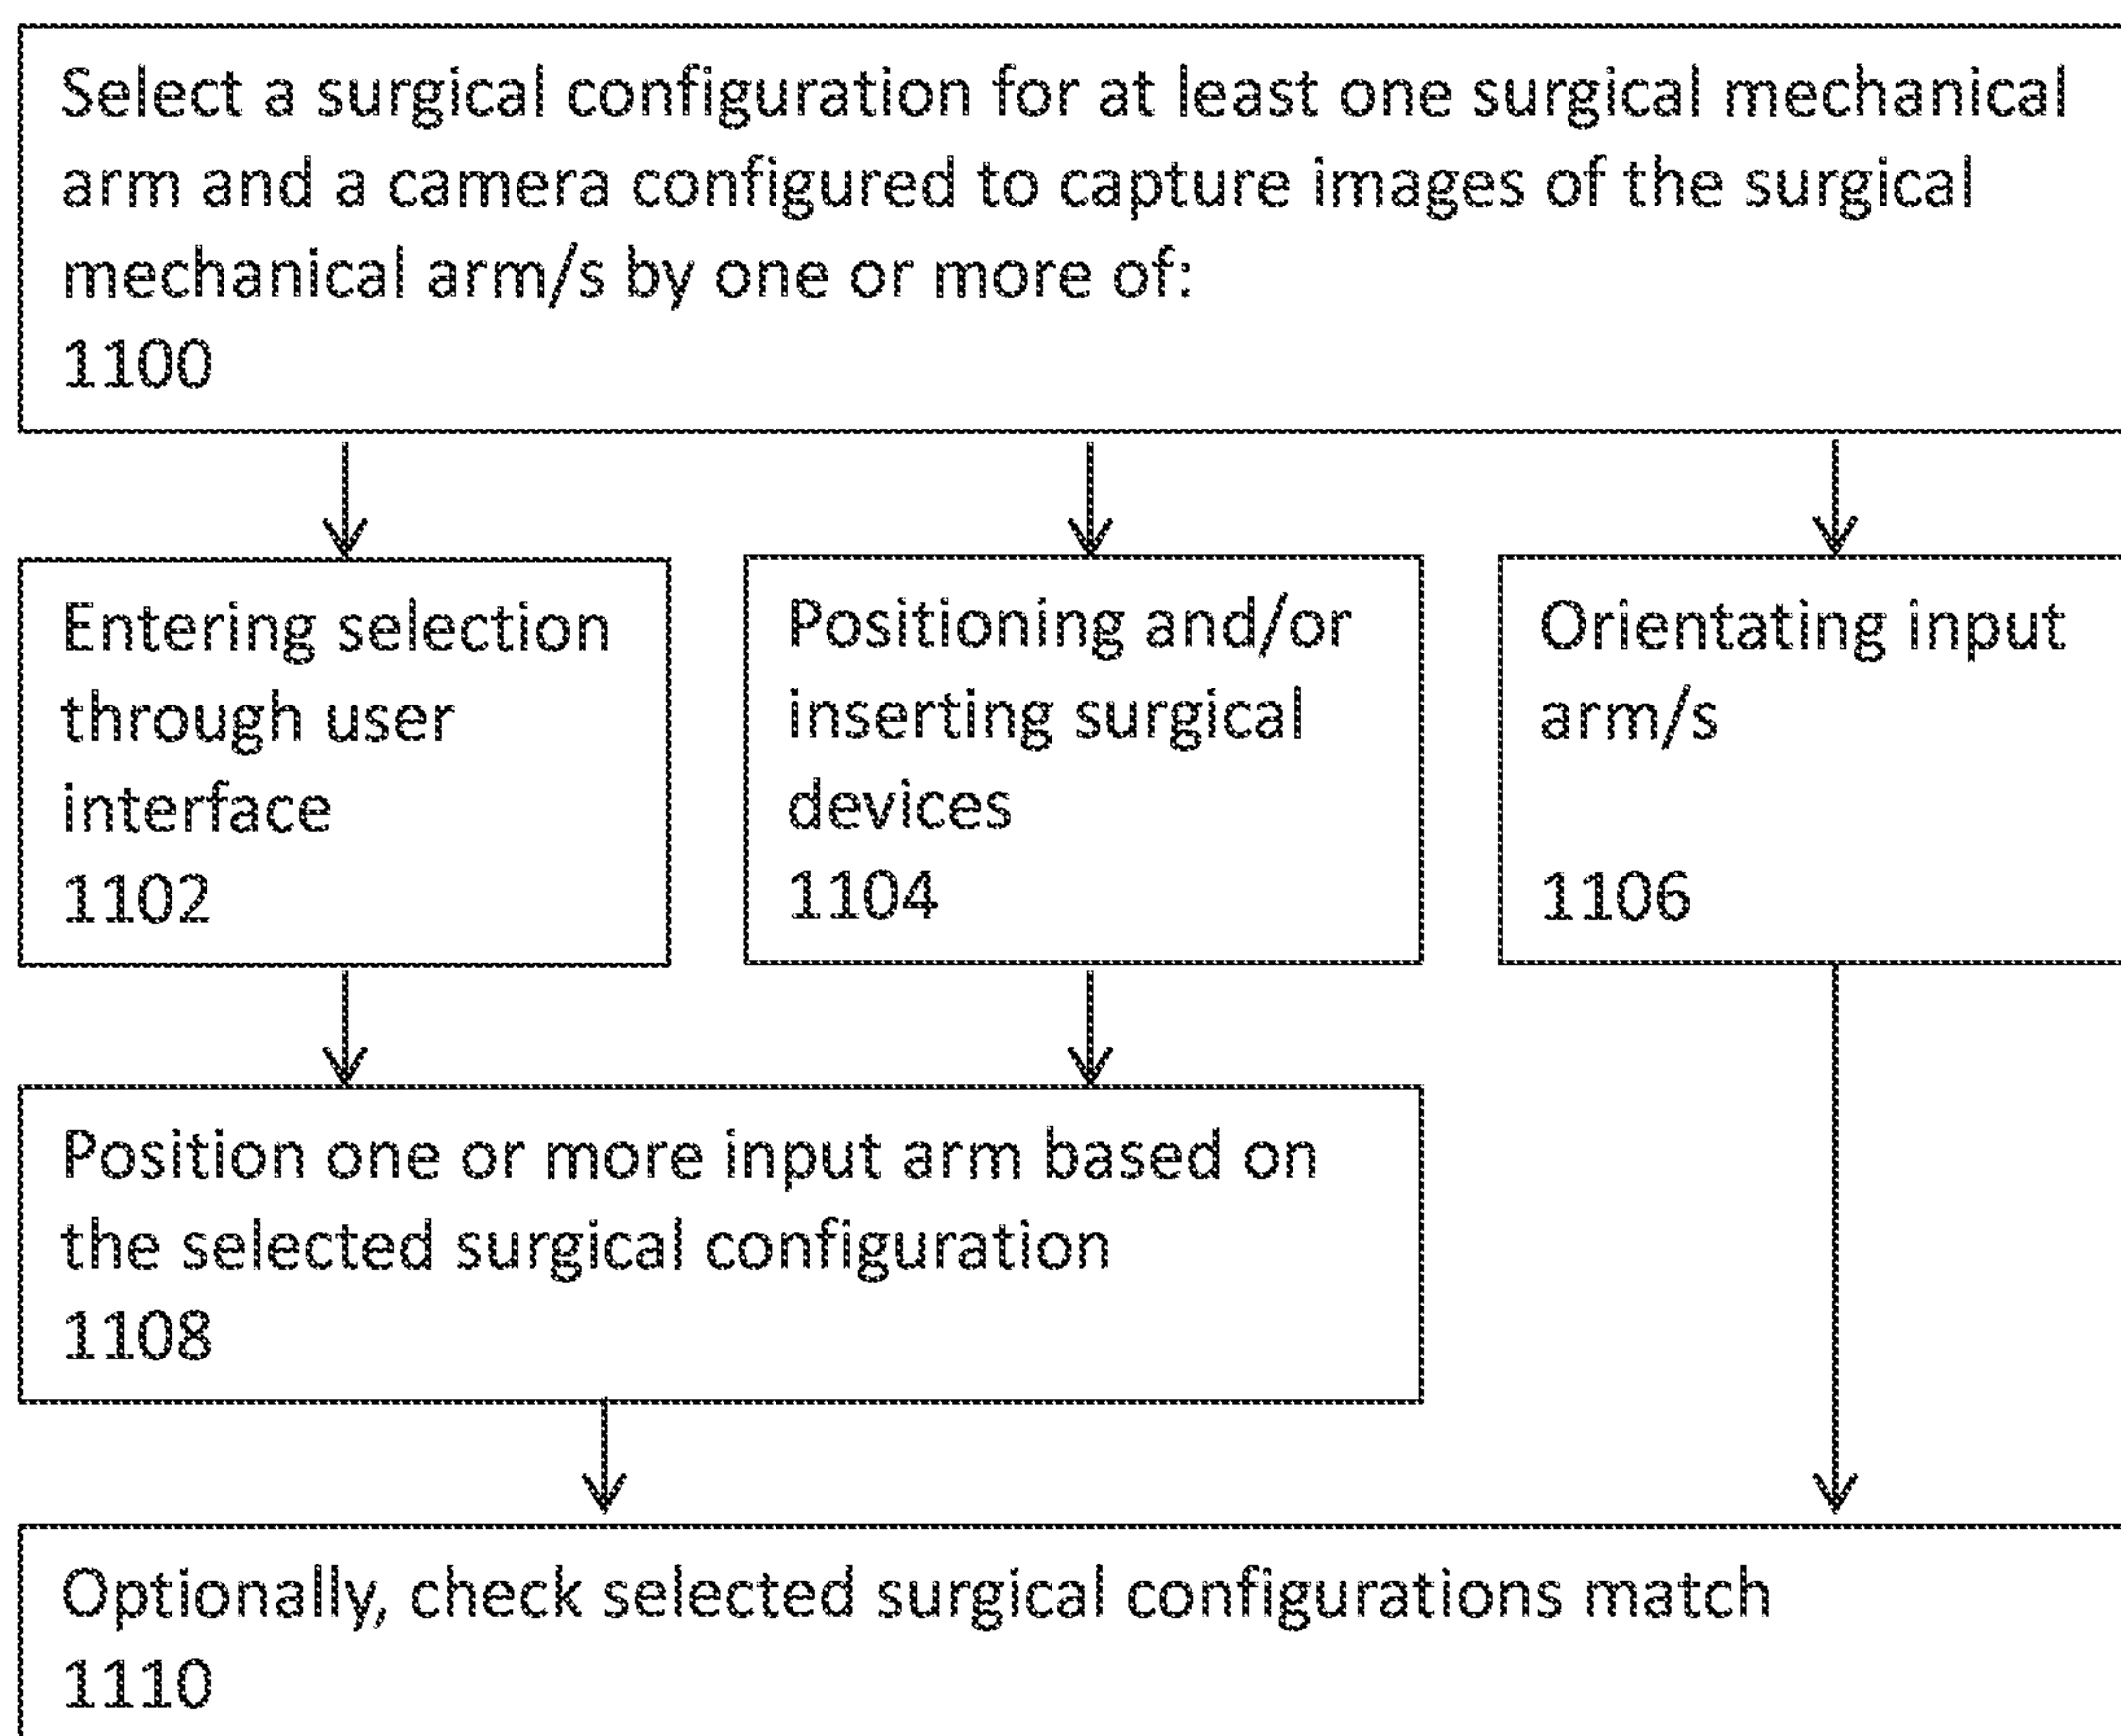 Select a surgical configuration for at least one surgical mechanical
arm and a camera configured to capture images of the surgical
mechanical arm/s by one or more of:
1100
Entering selection
through user
interface
1102
Positioning and/or
inserting surgical
devices
1104
Orientating input
arm/s
1106
Position one or more input arm based on
the selected surgical configuration
1108
Optionally, check selected surgical configurations match
1110